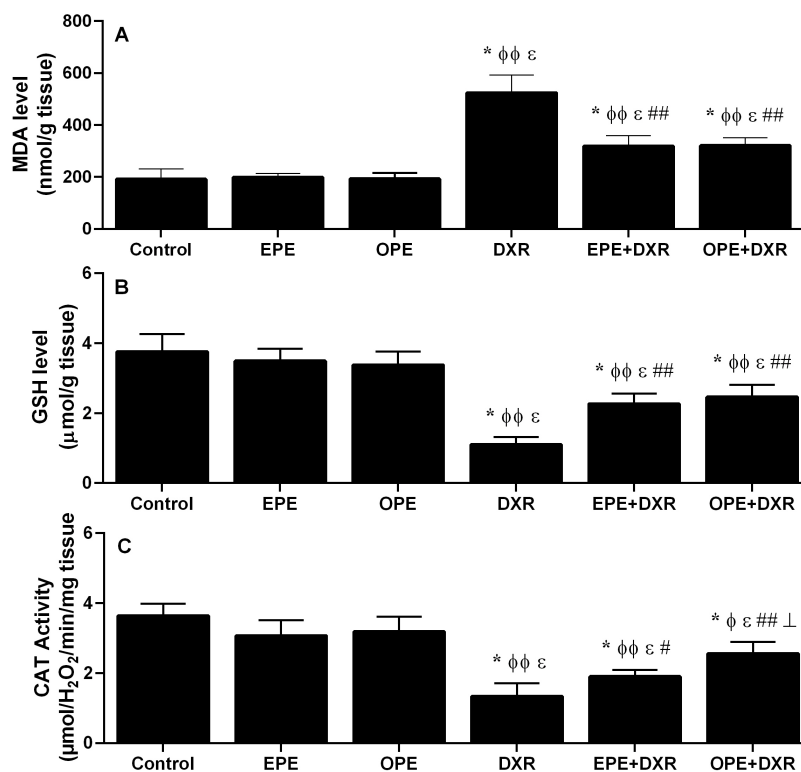 A
MDA level
(nmol/g tissue)
800
600
400
200
0
* ϕϕ ε
* ϕϕ ε ##
* ϕϕ ε ##
Control EPE OPE DXR EPE+DXR OPE+DXR
B
GSH level
(μmol/g tissue)
6
4
2
0
* ϕϕ ε
* ϕϕ ε ##
* ϕϕ ε ##
Control EPE OPE DXR EPE+DXR OPE+DXR
C
CAT Activity
(μmol/H₂O₂/min/mg tissue)
6
4
2
0
* ϕϕ ε
* ϕϕ ε #
* ϕ ε ## ⊥
Control EPE OPE DXR EPE+DXR OPE+DXR